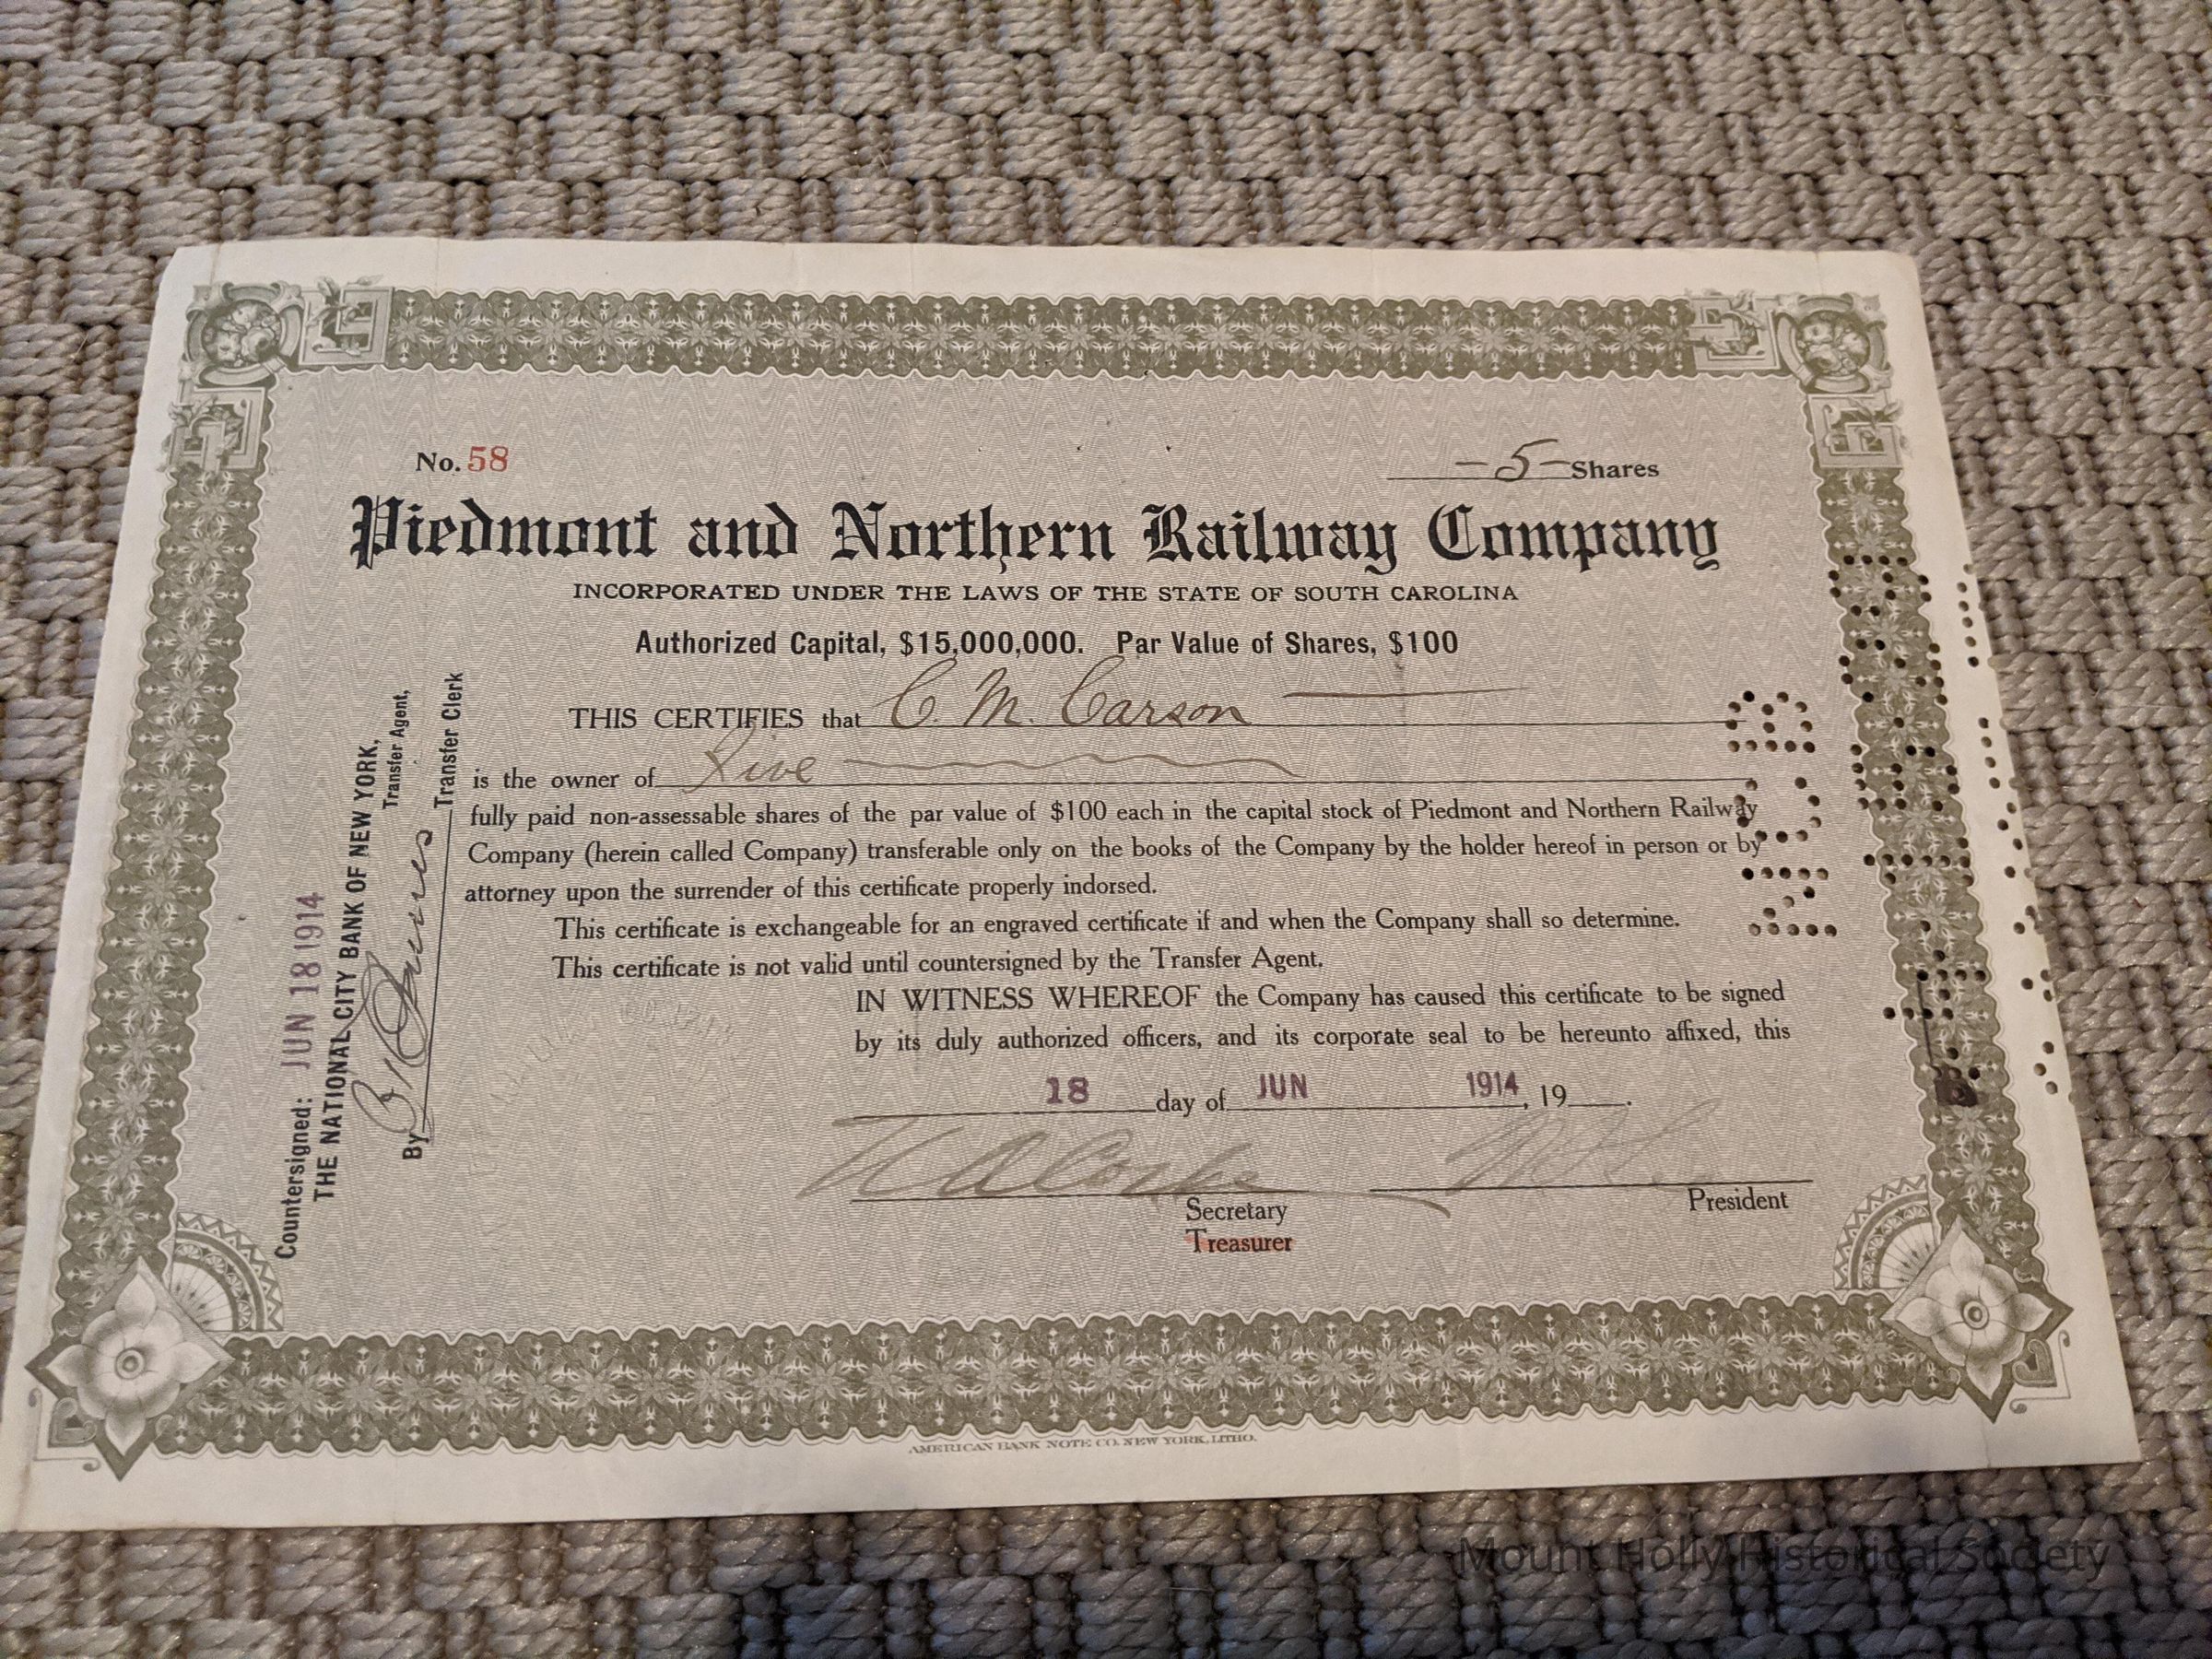 No. 58
– 5 – Shares
Piedmont and Northern Railway Company
INCORPORATED UNDER THE LAWS OF THE STATE OF SOUTH CAROLINA
Authorized Capital, $15,000,000. Par Value of Shares, $100
THIS CERTIFIES that C. M. Carson
is the owner of Five
fully paid non-assessable shares of the par value of $100 each in the capital stock of Piedmont and Northern Railway
Company (herein called Company) transferable only on the books of the Company by the holder hereof in person or by
attorney upon the surrender of this certificate properly indorsed.
This certificate is exchangeable for an engraved certificate if and when the Company shall so determine.
This certificate is not valid until countersigned by the Transfer Agent.
IN WITNESS WHEREOF the Company has caused this certificate to be signed
by its duly authorized officers, and its corporate seal to be hereunto affixed, this
18 day of JUN 1914, 19 .
Secretary
Treasurer
President
Countersigned: JUN 18 1914
THE NATIONAL CITY BANK OF NEW YORK,
Transfer Agent,
By
Transfer Clerk
AMERICAN BANK NOTE CO. NEW YORK, LITHO.
Mount Holly Historical Society